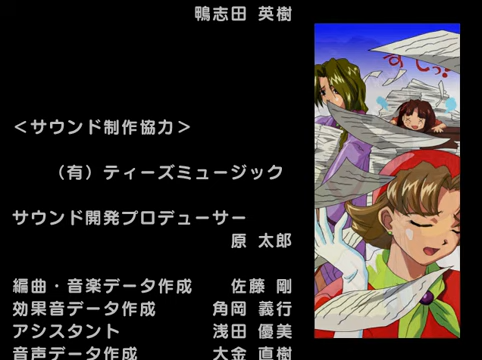 鴨志田 英樹
＜サウンド制作協力＞
（有）ティーズミュージック
サウンド開発プロデューサー
原 太郎
編曲・音楽データ作成 佐藤 剛
効果音データ作成 角岡 義行
アシスタント 浅田 優美
音声データ作成 大金 直樹